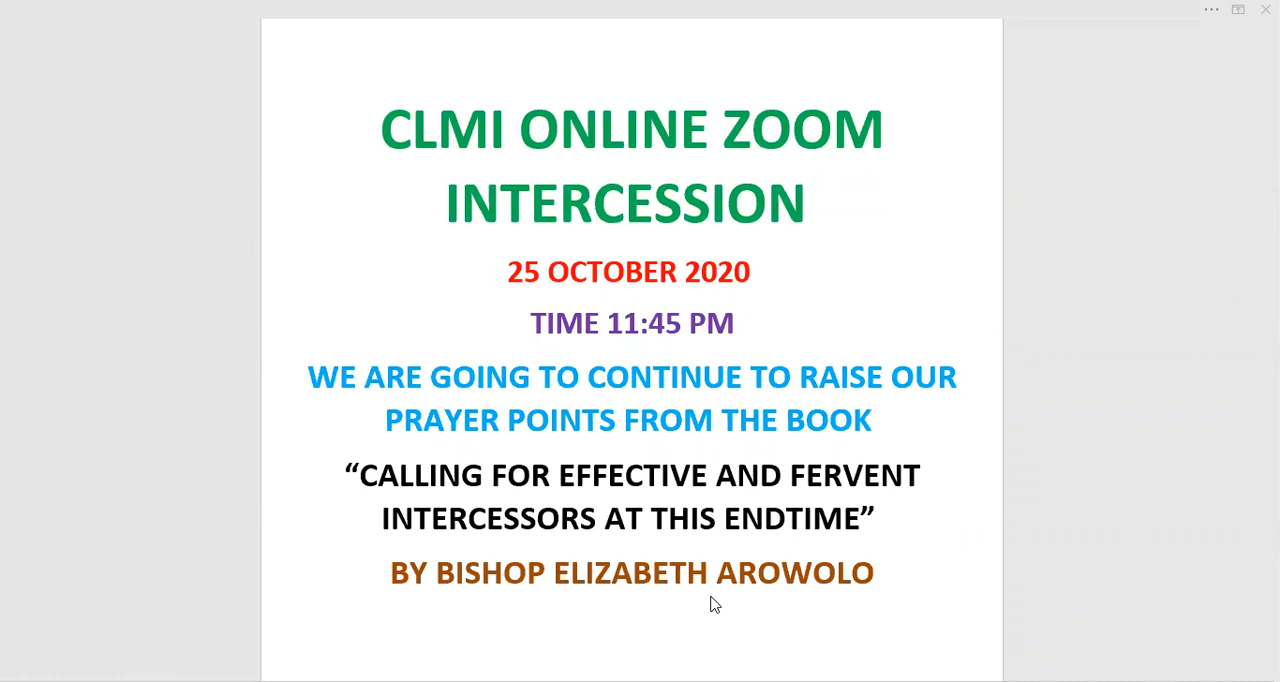 CLMI ONLINE ZOOM
INTERCESSION
25 OCTOBER 2020
TIME 11:45 PM
WE ARE GOING TO CONTINUE TO RAISE OUR
PRAYER POINTS FROM THE BOOK
“CALLING FOR EFFECTIVE AND FERVENT
INTERCESSORS AT THIS ENDTIME”
BY BISHOP ELIZABETH AROWOLO